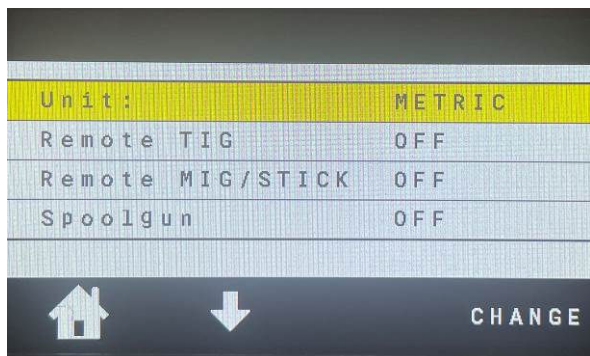 Unit: METRIC
Remote TIG OFF
Remote MIG/STICK OFF
Spoolgun OFF
CHANGE